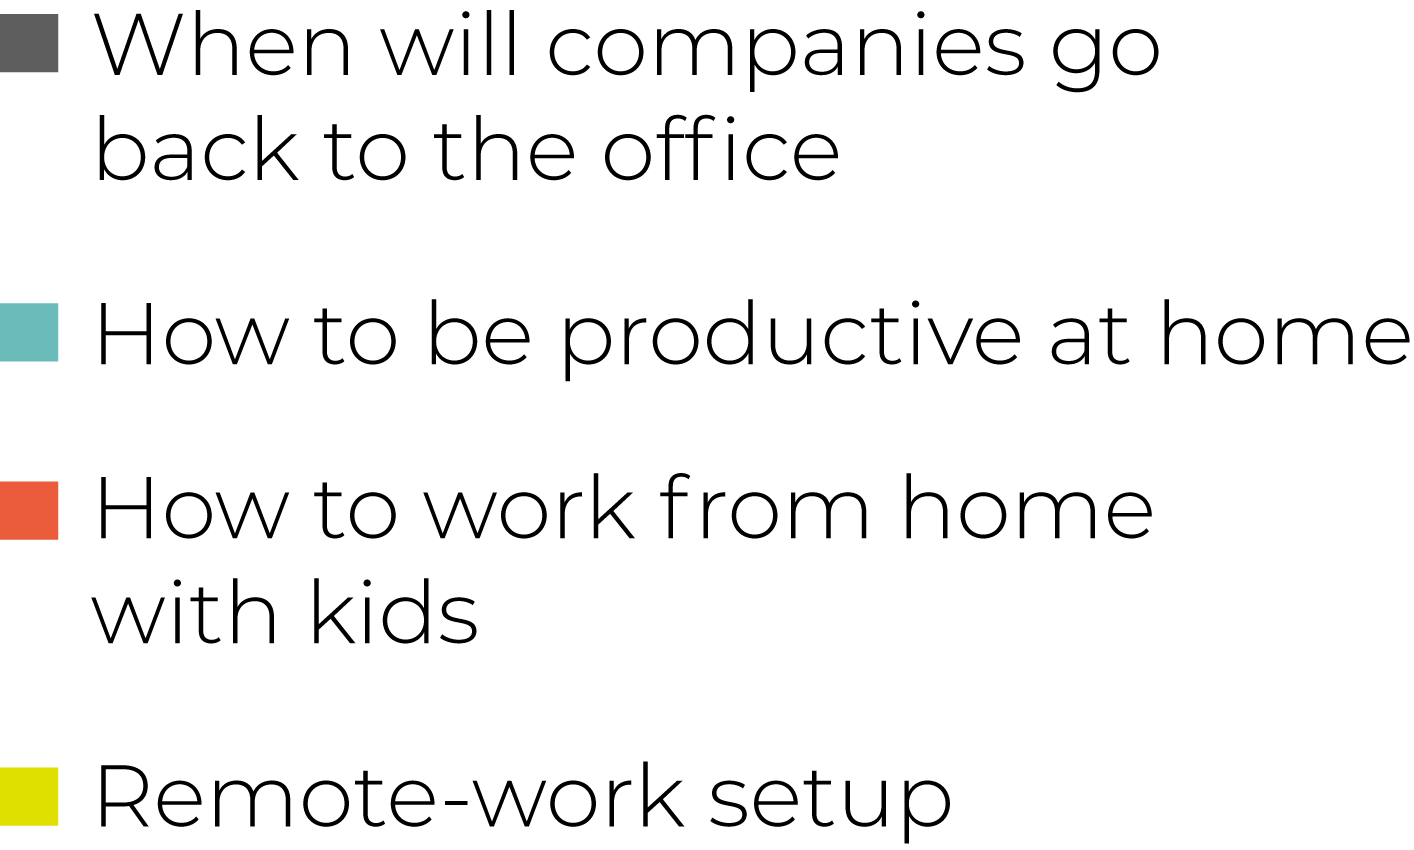 When will companies go
back to the office
How to be productive at home
How to work from home
with kids
Remote-work setup